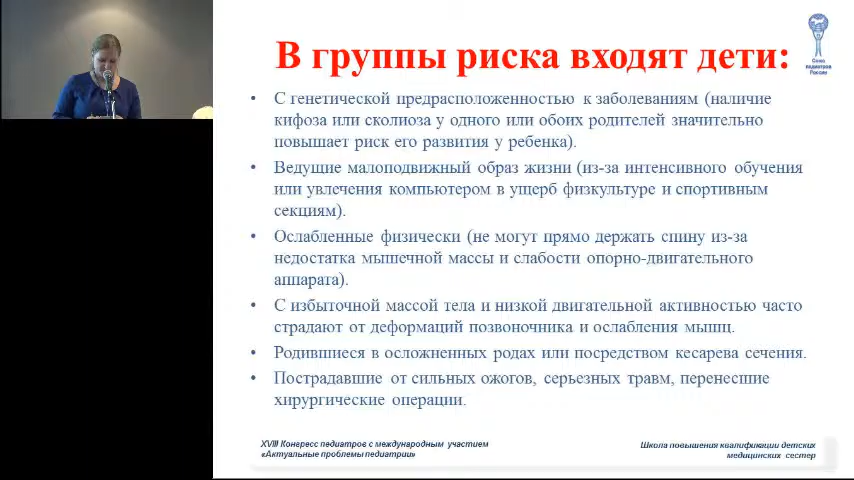 В группы риска входят дети:
Союз
педиатров
России
• С генетической предрасположенностью к заболеваниям (наличие
кифоза или сколиоза у одного или обоих родителей значительно
повышает риск его развития у ребенка).
• Ведущие малоподвижный образ жизни (из-за интенсивного обучения
или увлечения компьютером в ущерб физкультуре и спортивным
секциям).
• Ослабленные физически (не могут прямо держать спину из-за
недостатка мышечной массы и слабости опорно-двигательного
аппарата).
• С избыточной массой тела и низкой двигательной активностью часто
страдают от деформаций позвоночника и ослабления мышц.
• Родившиеся в осложненных родах или посредством кесарева сечения.
• Пострадавшие от сильных ожогов, серьезных травм, перенесшие
хирургические операции.
XVIII Конгресс педиатров с международным участием
«Актуальные проблемы педиатрии»
Школа повышения квалификации детских
медицинских сестер